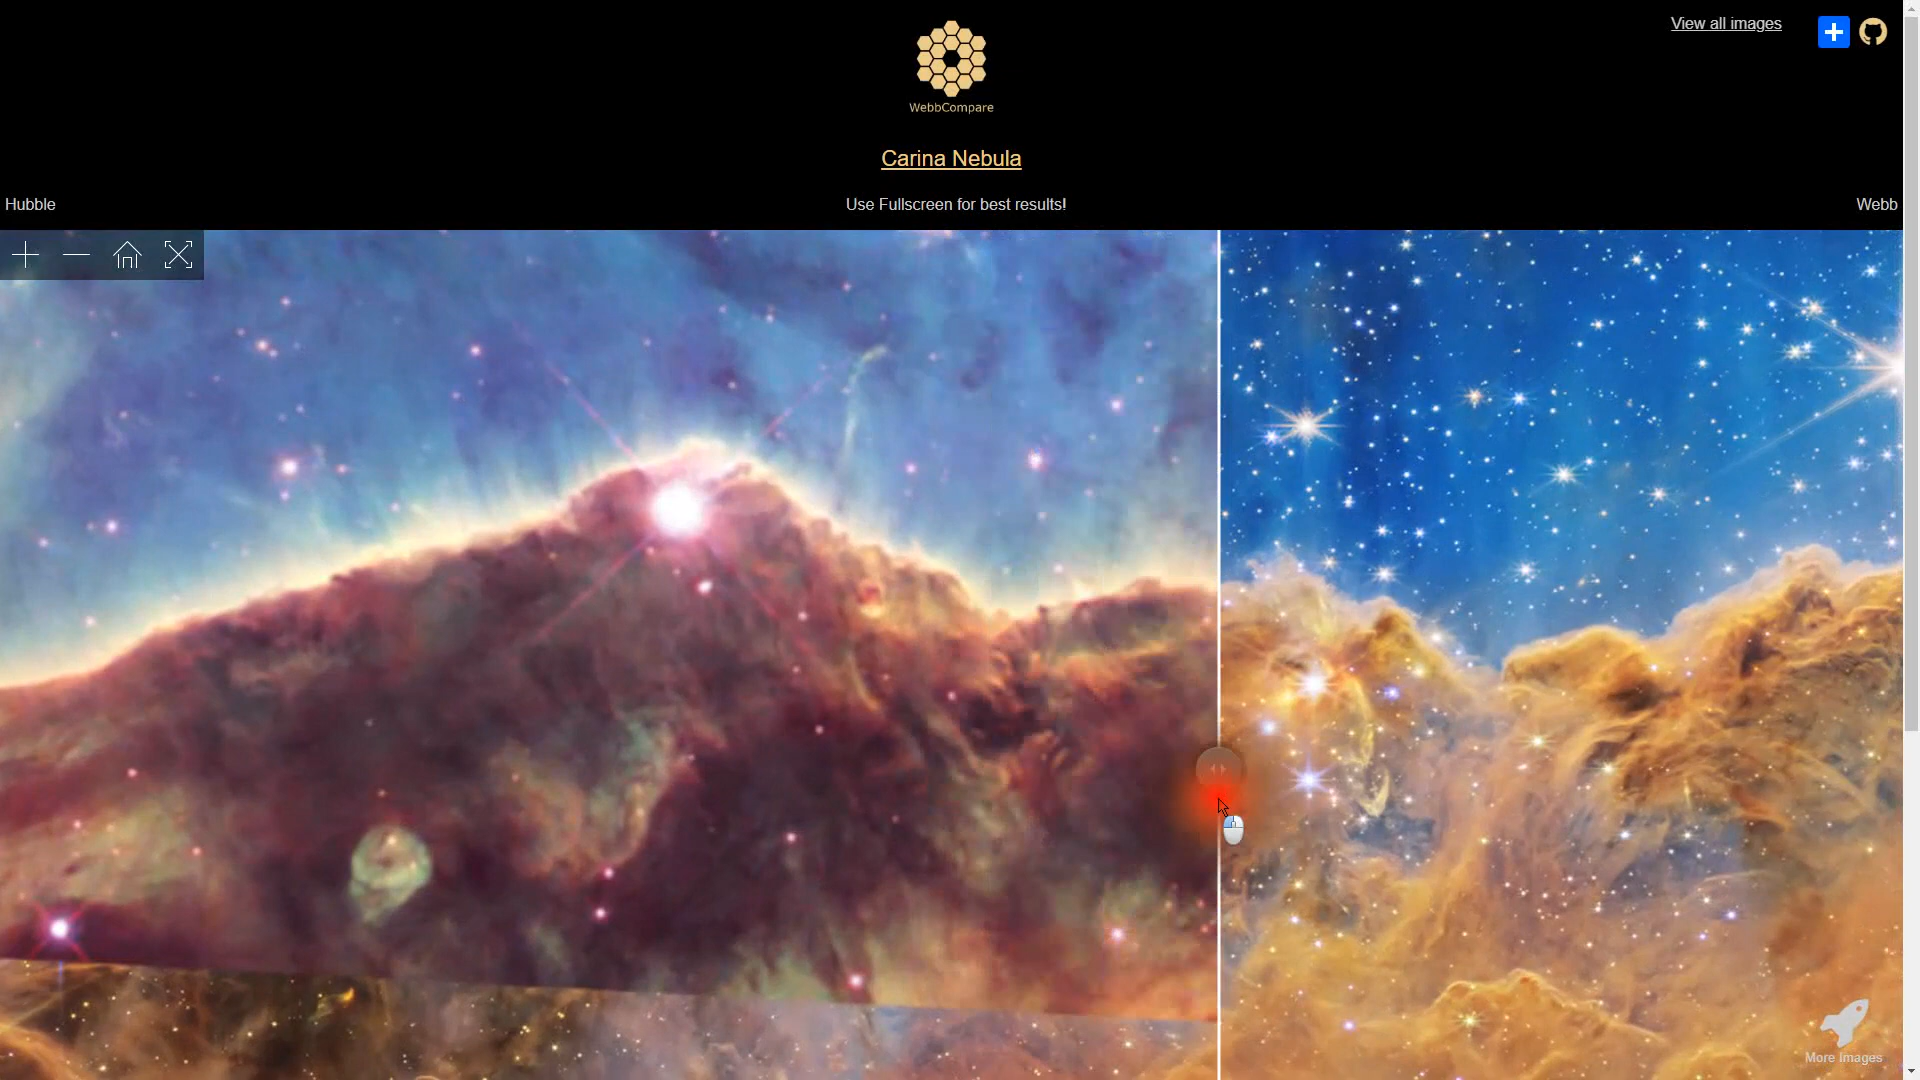 View all images
WebbCompare
Carina Nebula
Hubble
Use Fullscreen for best results!
Webb
More Images